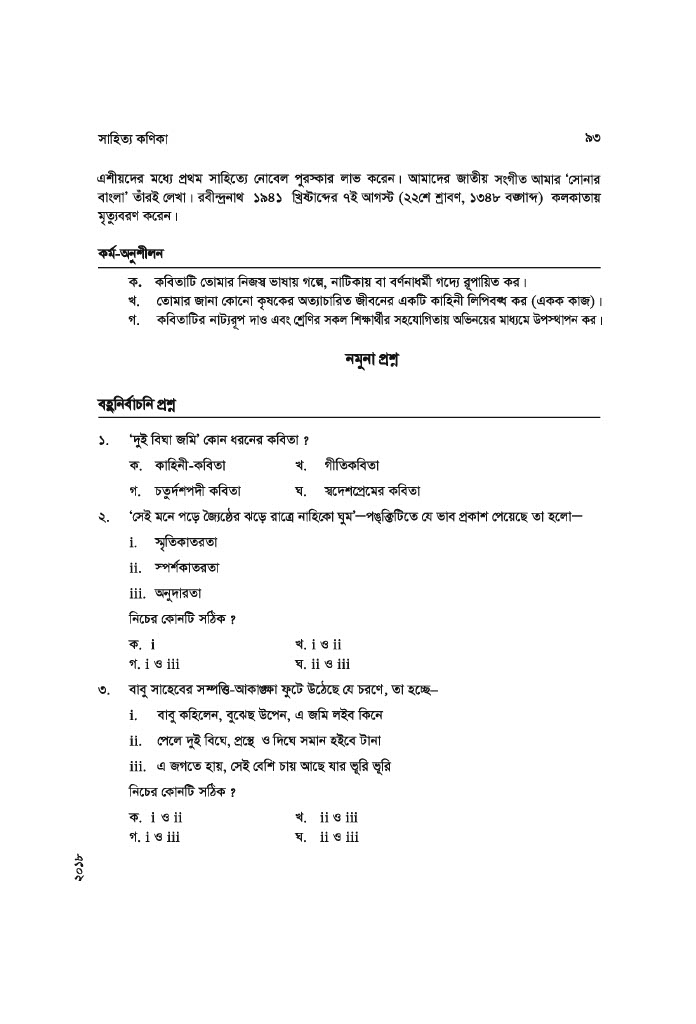 সাহিত্য কণিকা ৯৩
এশীয়দের মধ্যে প্রথম সাহিত্যে নোবেল পুরস্কার লাভ করেন। আমাদের জাতীয় সংগীত আমার ‘সোনার
বাংলা’ তাঁরই লেখা। রবীন্দ্রনাথ ১৯৪১ খ্রিষ্টাব্দের ৭ই আগস্ট (২২শে শ্রাবণ, ১৩৪৮ বঙ্গাব্দ) কলকাতায়
মৃত্যুবরণ করেন।
কর্ম-অনুশীলন
ক. কবিতাটি তোমার নিজস্ব ভাষায় গল্পে, নাটিকায় বা বর্ণনাধর্মী গদ্যে রূপায়িত কর।
খ. তোমার জানা কোনো কৃষকের অত্যাচারিত জীবনের একটি কাহিনী লিপিবদ্ধ কর (একক কাজ)।
গ. কবিতাটির নাট্যরূপ দাও এবং শ্রেণির সকল শিক্ষার্থীর সহযোগিতায় অভিনয়ের মাধ্যমে উপস্থাপন কর।
নমুনা প্রশ্ন
বহুনির্বাচনি প্রশ্ন
১. ‘দুই বিঘা জমি’ কোন ধরনের কবিতা ?
ক. কাহিনী-কবিতা খ. গীতিকবিতা
গ. চতুর্দশপদী কবিতা ঘ. স্বদেশপ্রেমের কবিতা
২. ‘সেই মনে পড়ে জ্যৈষ্ঠের ঝড়ে রাত্রে নাহিকো ঘুম’—পঙ্‌ক্তিটিতে যে ভাব প্রকাশ পেয়েছে তা হলো—
i. স্মৃতিকাতরতা
ii. স্পর্শকাতরতা
iii. অনুদারতা
নিচের কোনটি সঠিক ?
ক. i খ. i ও ii
গ. i ও iii ঘ. ii ও iii
৩. বাবু সাহেবের সম্পত্তি-আকাঙ্ক্ষা ফুটে উঠেছে যে চরণে, তা হচ্ছে–
i. বাবু কহিলেন, বুঝেছ উপেন, এ জমি লইব কিনে
ii. পেলে দুই বিঘে, প্রস্থে ও দিঘে সমান হইবে টানা
iii. এ জগতে হায়, সেই বেশি চায় আছে যার ভূরি ভূরি
নিচের কোনটি সঠিক ?
ক. i ও ii খ. ii ও iii
গ. i ও iii ঘ. ii ও iii
২০১৮